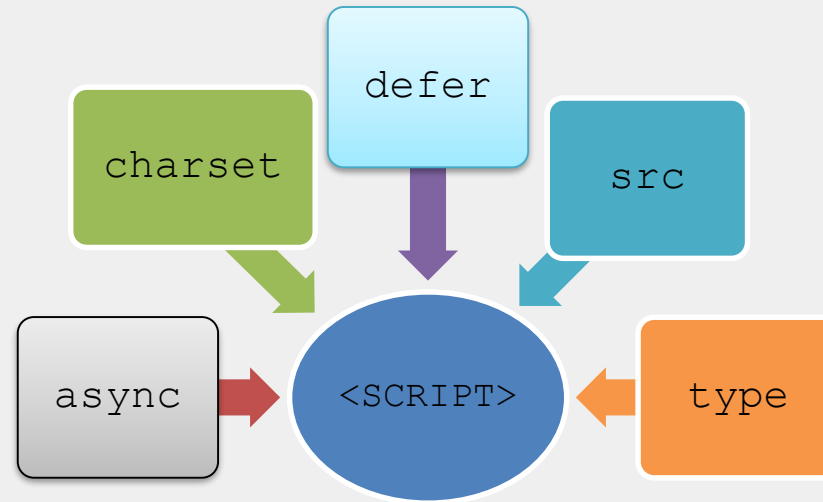 defer
charset
src
async
<SCRIPT>
type